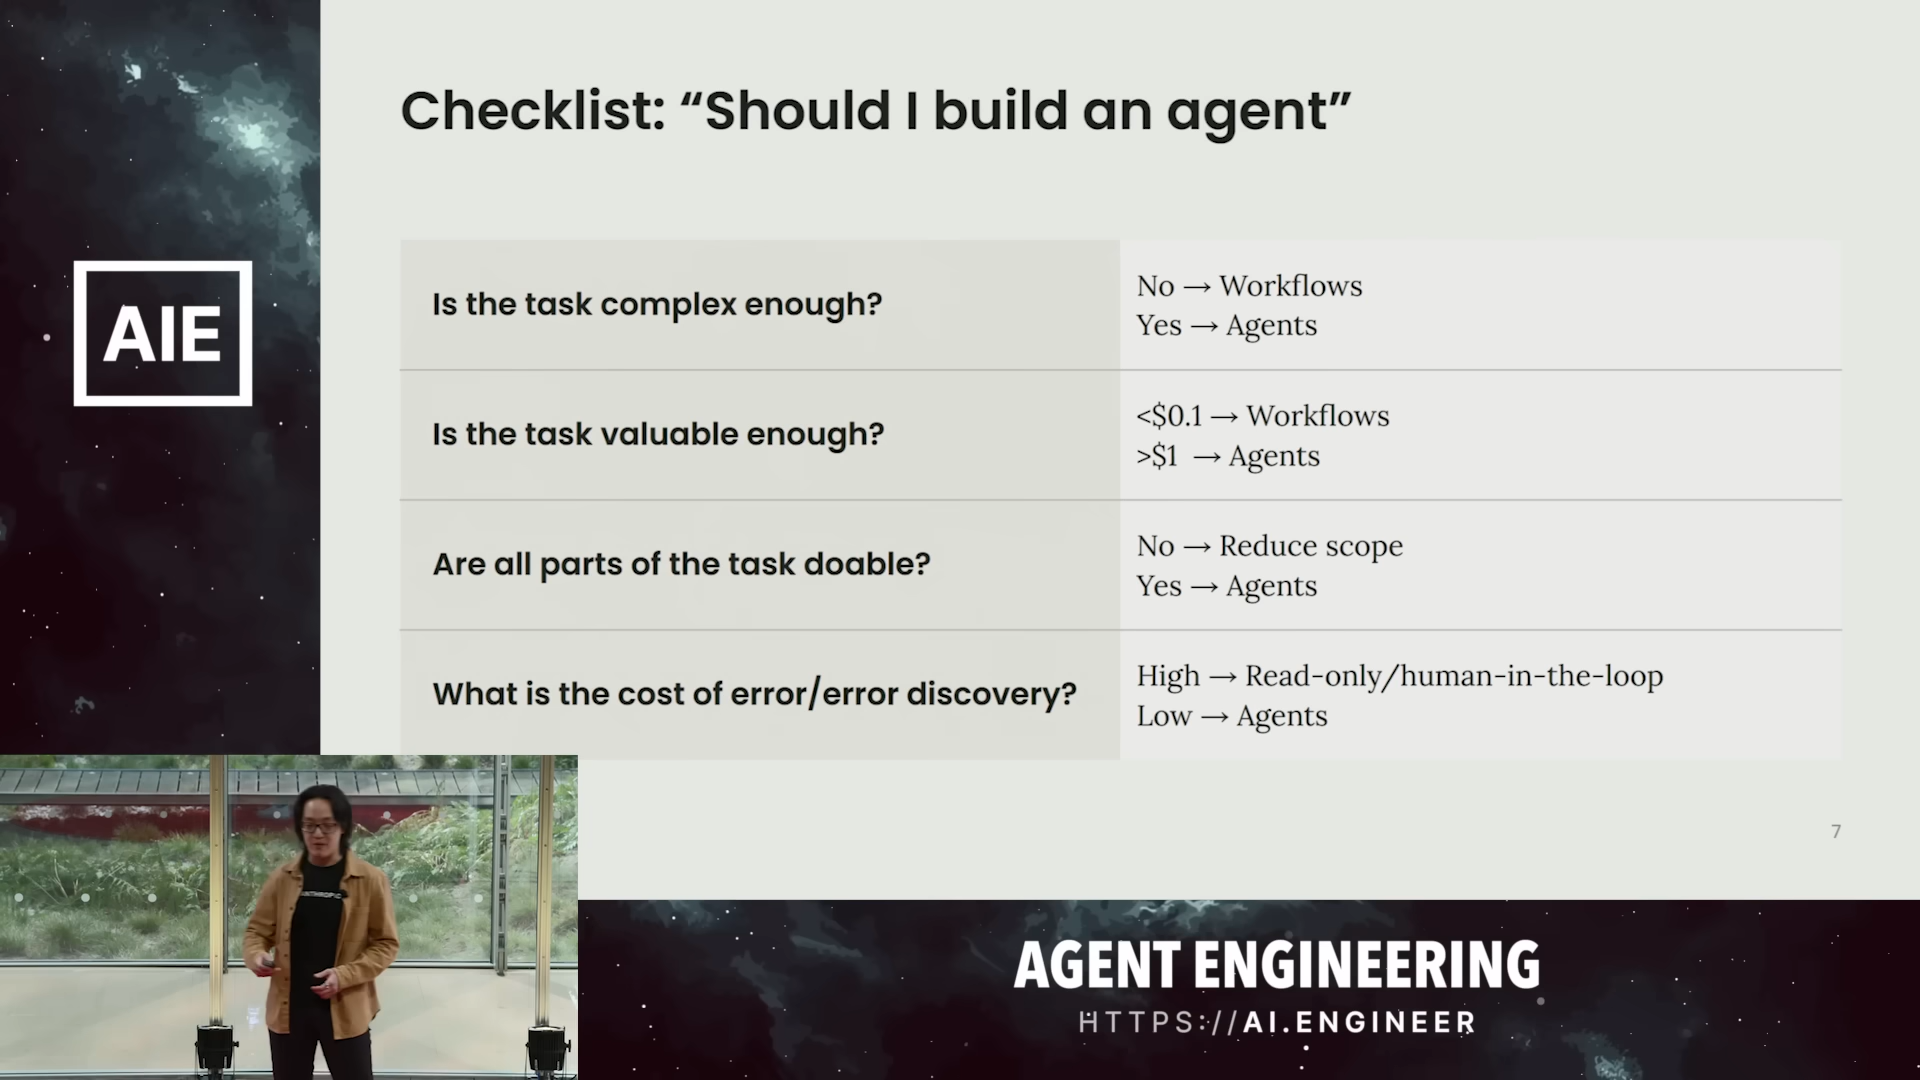 Checklist: “Should I build an agent”
AIE
Is the task complex enough?
No → Workflows
Yes → Agents
Is the task valuable enough?
<$0.1 → Workflows
>$1 → Agents
Are all parts of the task doable?
No → Reduce scope
Yes → Agents
What is the cost of error/error discovery?
High → Read-only/human-in-the-loop
Low → Agents
7
AGENT ENGINEERING
HTTPS://AI.ENGINEER